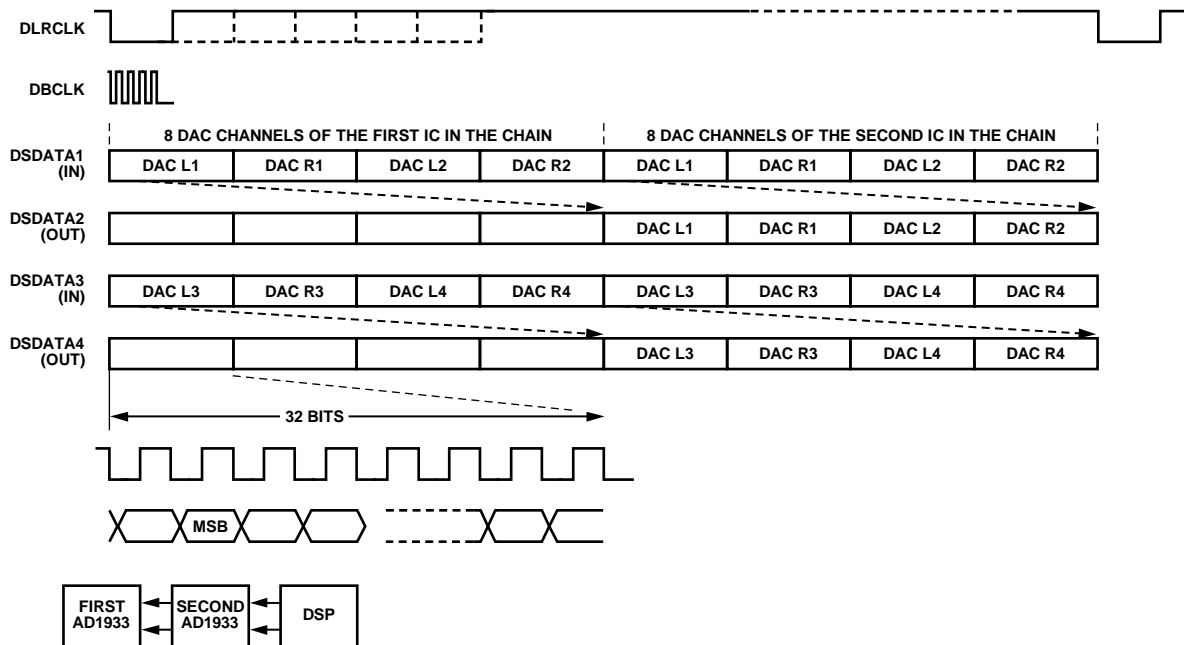 DLRCLK
DBCLK
8 DAC CHANNELS OF THE FIRST IC IN THE CHAIN 8 DAC CHANNELS OF THE SECOND IC IN THE CHAIN
DSDATA1
(IN)
DAC L1 DAC R1 DAC L2 DAC R2 DAC L1 DAC R1 DAC L2 DAC R2
DSDATA2
(OUT)
DAC L1 DAC R1 DAC L2 DAC R2
DSDATA3
(IN)
DAC L3 DAC R3 DAC L4 DAC R4 DAC L3 DAC R3 DAC L4 DAC R4
DSDATA4
(OUT)
DAC L3 DAC R3 DAC L4 DAC R4
32 BITS
MSB
FIRST
AD1933
SECOND
AD1933
DSP